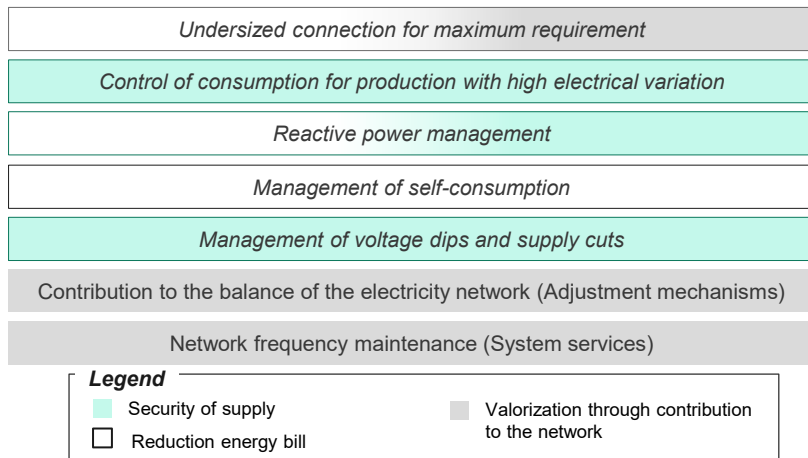 Undersized connection for maximum requirement
Control of consumption for production with high electrical variation
Reactive power management
Management of self-consumption
Management of voltage dips and supply cuts
Contribution to the balance of the electricity network (Adjustment mechanisms)
Network frequency maintenance (System services)
Legend
Security of supply
Reduction energy bill
Valorization through contribution
to the network